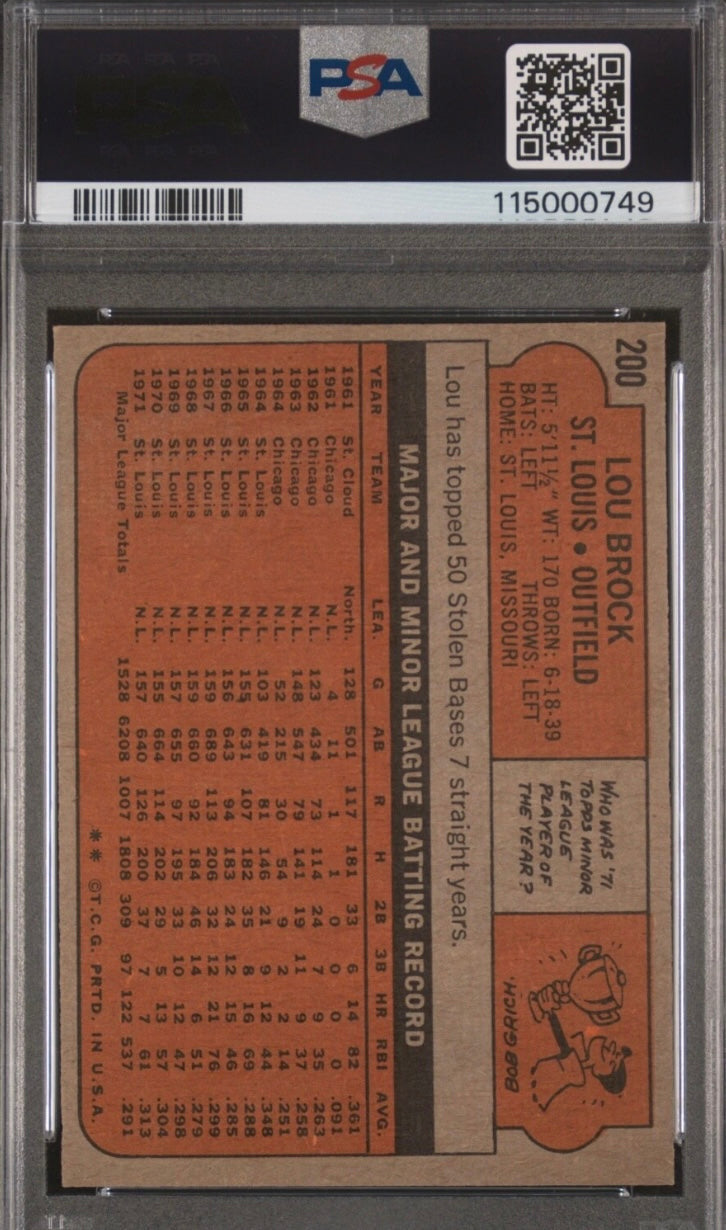 PSA
115000749
200
LOU BROCK
ST. LOUIS • OUTFIELD
HT: 5'11½" WT: 170 BORN: 6-18-39
BATS: LEFT THROWS: LEFT
HOME: ST. LOUIS, MISSOURI
WHO WAS '71
TOPPS MINOR
LEAGUE
PLAYER OF
THE YEAR?
BOB GRICH.
Lou has topped 50 Stolen Bases 7 straight years.
MAJOR AND MINOR LEAGUE BATTING RECORD
YEAR TEAM LEA. G AB R H 2B 3B HR RBI AVG.
1961 St. Cloud North. 128 501 117 181 33 6 14 82 .361
1961 Chicago N.L. 4 11 1 1 0 0 0 0 .091
1962 Chicago N.L. 123 434 73 114 24 7 9 35 .263
1963 Chicago N.L. 148 547 79 141 19 11 9 37 .258
1964 Chicago N.L. 52 215 30 54 9 2 2 14 .251
1964 St. Louis N.L. 103 419 81 146 21 9 12 44 .348
1965 St. Louis N.L. 155 631 107 182 35 8 16 69 .288
1966 St. Louis N.L. 156 643 94 183 24 12 15 46 .285
1967 St. Louis N.L. 159 689 113 206 32 12 21 76 .299
1968 St. Louis N.L. 159 660 92 184 46 14 6 51 .279
1969 St. Louis N.L. 157 655 97 195 33 10 12 47 .298
1970 St. Louis N.L. 155 664 114 202 29 5 13 57 .304
1971 St. Louis N.L. 157 640 126 200 37 7 7 61 .313
Major League Totals 1528 6208 1007 1808 309 97 122 537 .291
** ©T.C.G. PRTD. IN U.S.A.